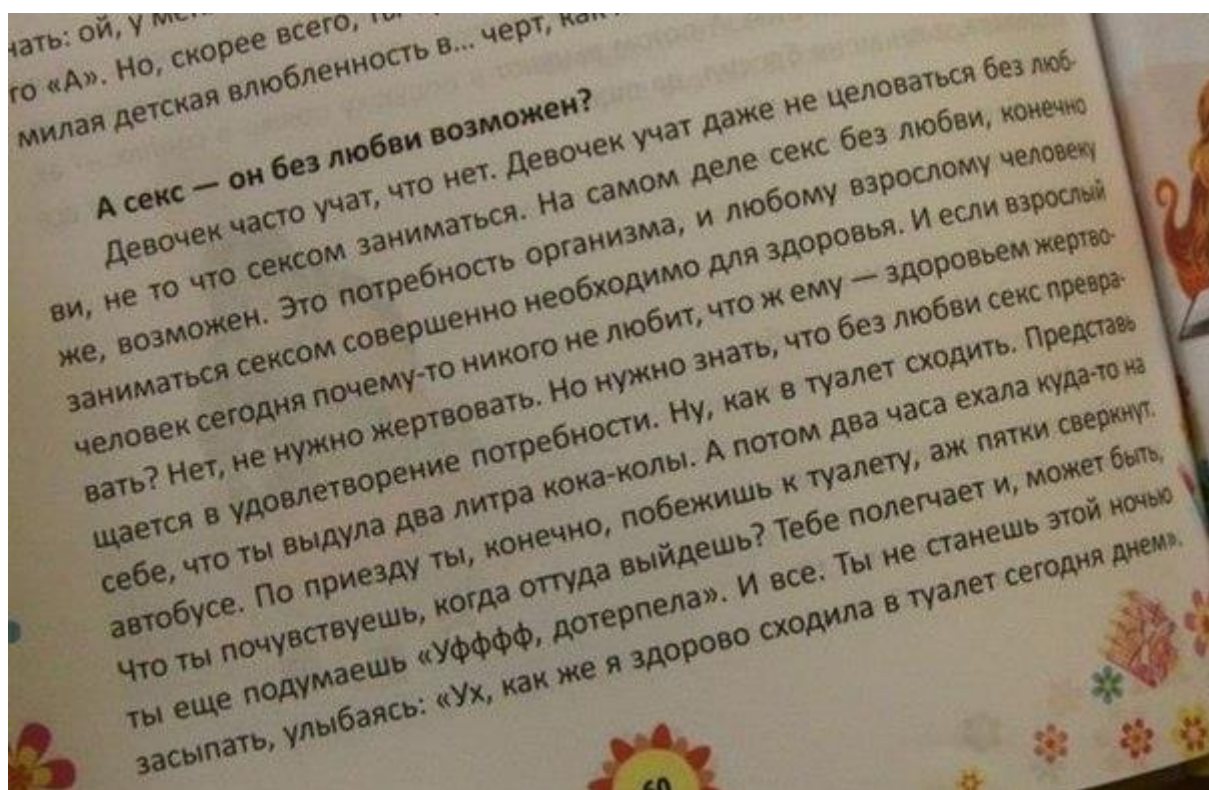 нать: ой, у
го «А». Но, скорее всего,
милая детская влюбленность в... черт,
А секс — он без любви возможен?
Девочек часто учат, что нет. Девочек учат даже не целоваться без люб-
ви, не то что сексом заниматься. На самом деле секс без любви, конечно
же, возможен. Это потребность организма, и любому взрослому человеку
заниматься сексом совершенно необходимо для здоровья. И если взрослый
человек сегодня почему-то никого не любит, что ж ему — здоровьем жертво-
вать? Нет, не нужно жертвовать. Но нужно знать, что без любви секс превра-
щается в удовлетворение потребности. Ну, как в туалет сходить. Представь
себе, что ты выдула два литра кока-колы. А потом два часа ехала куда-то на
автобусе. По приезду ты, конечно, побежишь к туалету, аж пятки сверкнут.
Что ты почувствуешь, когда оттуда выйдешь? Тебе полегчает и, может быть,
ты еще подумаешь «Уфффф, дотерпела». И все. Ты не станешь этой ночью
засыпать, улыбаясь: «Ух, как же я здорово сходила в туалет сегодня днем».
60